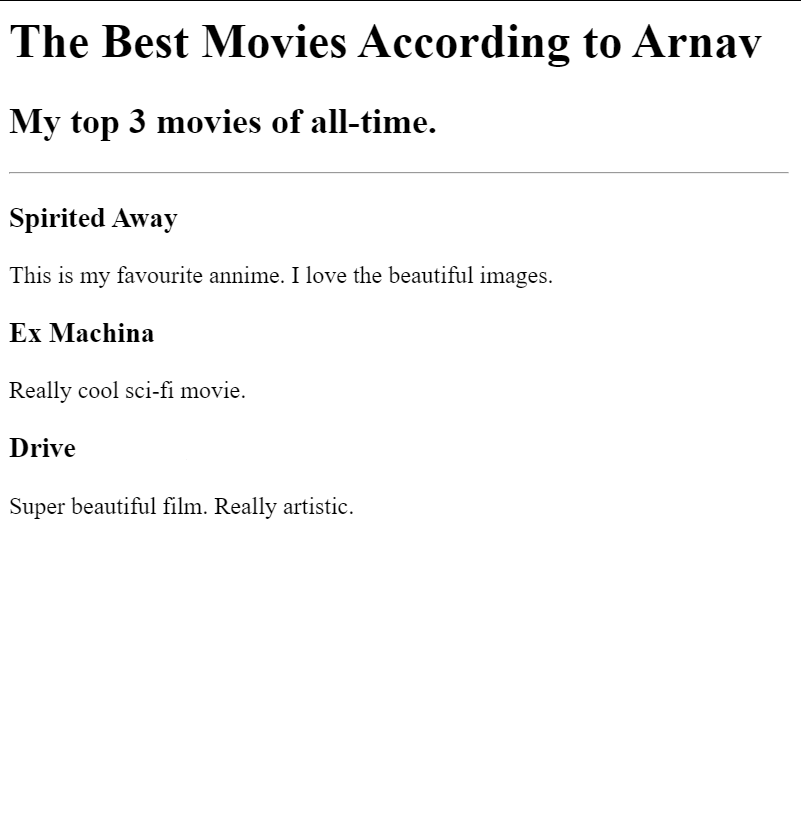 The Best Movies According to Arnav
My top 3 movies of all-time.
Spirited Away
This is my favourite annime. I love the beautiful images.
Ex Machina
Really cool sci-fi movie.
Drive
Super beautiful film. Really artistic.